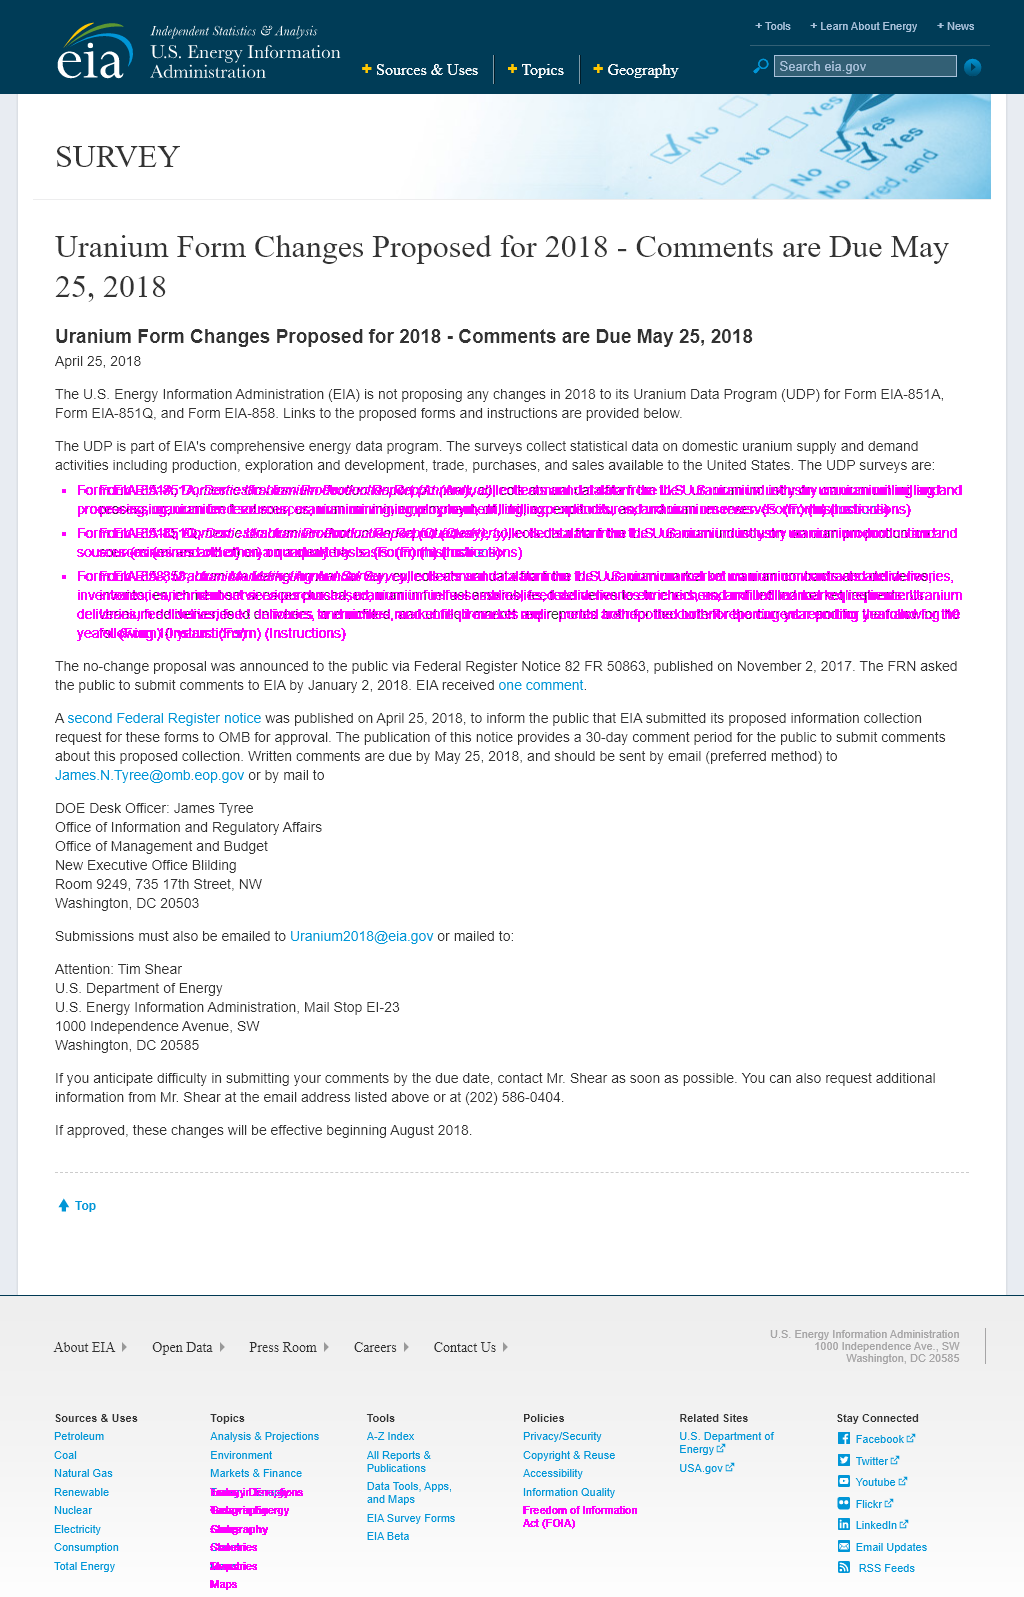 Independent Statistics & Analysis
U.S. Energy Information
Administration
eia
+ Tools + Learn About Energy + News
+ Sources & Uses + Topics + Geography
Search eia.gov
SURVEY
No Yes
Yes
No Yes
No Yes
Uranium Form Changes Proposed for 2018 - Comments are Due May
25, 2018
Uranium Form Changes Proposed for 2018 - Comments are Due May 25, 2018
April 25, 2018
The U.S. Energy Information Administration (EIA) is not proposing any changes in 2018 to its Uranium Data Program (UDP) for Form EIA-851A,
Form EIA-851Q, and Form EIA-858. Links to the proposed forms and instructions are provided below.
The UDP is part of EIA's comprehensive energy data program. The surveys collect statistical data on domestic uranium supply and demand
activities including production, exploration and development, trade, purchases, and sales available to the United States. The UDP surveys are:
The no-change proposal was announced to the public via Federal Register Notice 82 FR 50863, published on November 2, 2017. The FRN asked
the public to submit comments to EIA by January 2, 2018. EIA received one comment.
A second Federal Register notice was published on April 25, 2018, to inform the public that EIA submitted its proposed information collection
request for these forms to OMB for approval. The publication of this notice provides a 30-day comment period for the public to submit comments
about this proposed collection. Written comments are due by May 25, 2018, and should be sent by email (preferred method) to
James.N.Tyree@omb.eop.gov or by mail to
DOE Desk Officer: James Tyree
Office of Information and Regulatory Affairs
Office of Management and Budget
New Executive Office Blilding
Room 9249, 735 17th Street, NW
Washington, DC 20503
Submissions must also be emailed to Uranium2018@eia.gov or mailed to:
Attention: Tim Shear
U.S. Department of Energy
U.S. Energy Information Administration, Mail Stop EI-23
1000 Independence Avenue, SW
Washington, DC 20585
If you anticipate difficulty in submitting your comments by the due date, contact Mr. Shear as soon as possible. You can also request additional
information from Mr. Shear at the email address listed above or at (202) 586-0404.
If approved, these changes will be effective beginning August 2018.
Top
About EIA Open Data Press Room Careers Contact Us
U.S. Energy Information Administration
1000 Independence Ave., SW
Washington, DC 20585
Sources & Uses
Petroleum
Coal
Natural Gas
Renewable
Nuclear
Electricity
Consumption
Total Energy
Topics
Analysis & Projections
Environment
Markets & Finance
Maps
Tools
A-Z Index
All Reports &
Publications
Data Tools, Apps,
and Maps
EIA Survey Forms
EIA Beta
Policies
Privacy/Security
Copyright & Reuse
Accessibility
Information Quality
Freedom of Information
Act (FOIA)
Related Sites
U.S. Department of
Energy
USA.gov
Stay Connected
Facebook
Twitter
Youtube
Flickr
LinkedIn
Email Updates
RSS Feeds